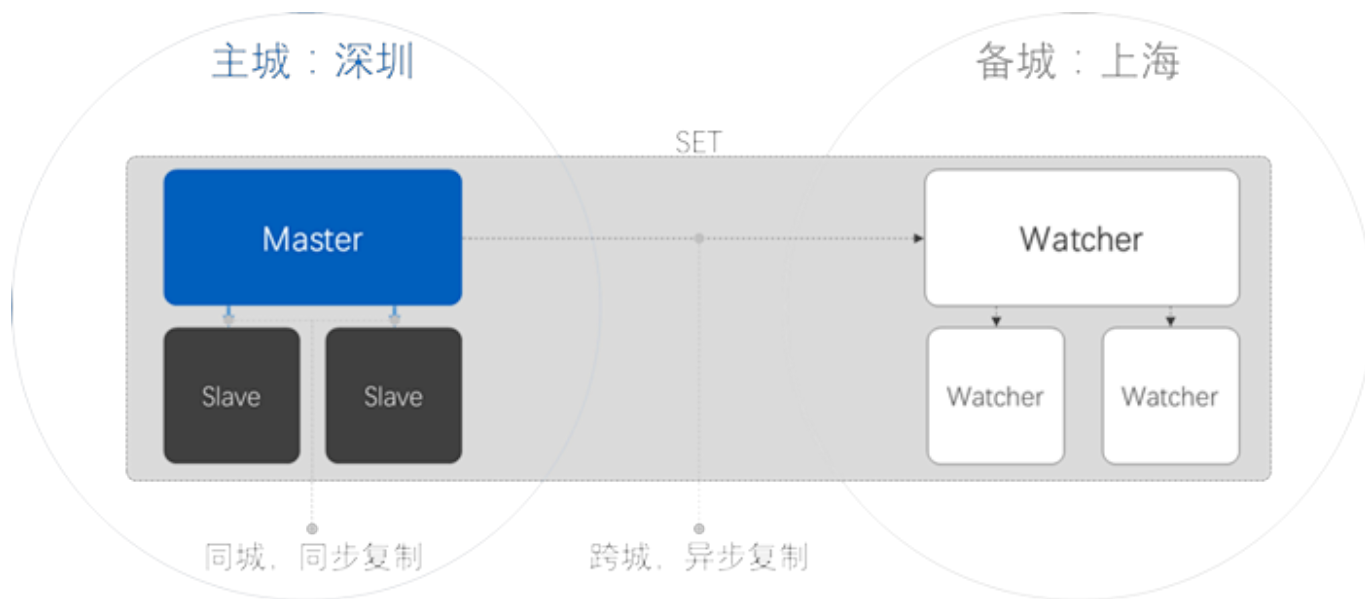 主城：深圳
备城：上海
SET
Master
Watcher
Slave
Slave
Watcher
Watcher
同城，同步复制
跨城，异步复制